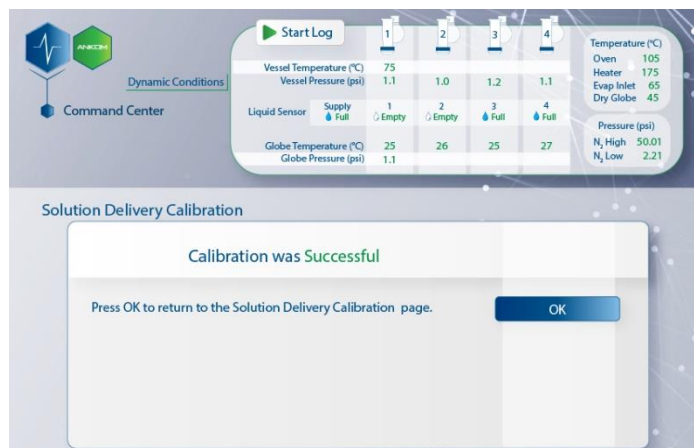 ANKOM
Dynamic Conditions
Command Center
Start Log 1 2 3 4
Vessel Temperature (°C) 75
Vessel Pressure (psi) 1.1 1.0 1.2 1.1
Liquid Sensor Supply Full 1 Empty 2 Empty 3 Full 4 Full
Globe Temperature (°C) 25 26 25 27
Globe Pressure (psi) 1.1
Temperature (°C)
Oven 105
Heater 175
Evap Inlet 65
Dry Globe 45
Pressure (psi)
N₂ High 50.01
N₂ Low 2.21
Solution Delivery Calibration
Calibration was Successful
Press OK to return to the Solution Delivery Calibration page.
OK